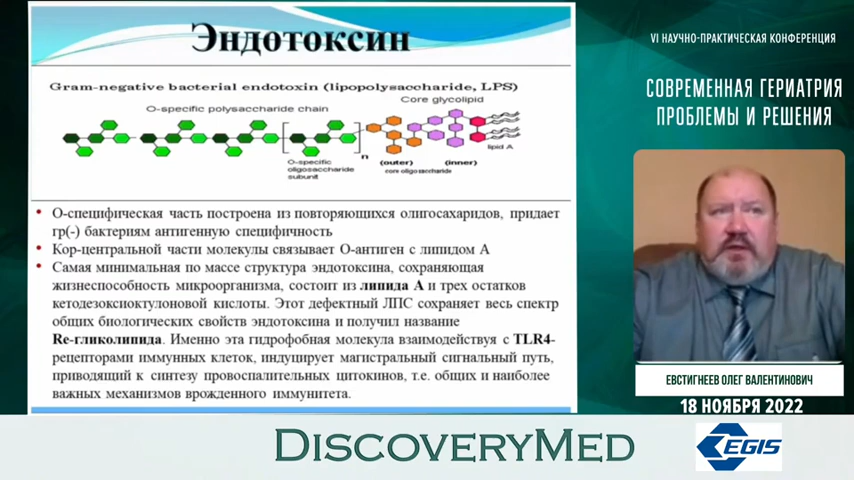 Эндотоксин
Gram-negative bacterial endotoxin (lipopolysaccharide, LPS)
Core glycolipid
O-specific polysaccharide chain
n
lipid A
O-specific
oligosaccharide
subunit
(outer) (inner)
core oligosaccharide
• О-специфическая часть построена из повторяющихся олигосахаридов, придает
гр(-) бактериям антигенную специфичность
• Кор-центральной части молекулы связывает О-антиген с липидом А
• Самая минимальная по массе структура эндотоксина, сохраняющая
жизнеспособность микроорганизма, состоит из липида А и трех остатков
кетодезоксиоктулоновой кислоты. Этот дефектный ЛПС сохраняет весь спектр
общих биологических свойств эндотоксина и получил название
Re-гликолипида. Именно эта гидрофобная молекула взаимодействуя с TLR4-
рецепторами иммунных клеток, индуцирует магистральный сигнальный путь,
приводящий к синтезу провоспалительных цитокинов, т.е. общих и наиболее
важных механизмов врожденного иммунитета.
VI НАУЧНО-ПРАКТИЧЕСКАЯ КОНФЕРЕНЦИЯ
СОВРЕМЕННАЯ ГЕРИАТРИЯ
ПРОБЛЕМЫ И РЕШЕНИЯ
ЕВСТИГНЕЕВ ОЛЕГ ВАЛЕНТИНОВИЧ
18 НОЯБРЯ 2022
DISCOVERYMED
EGIS